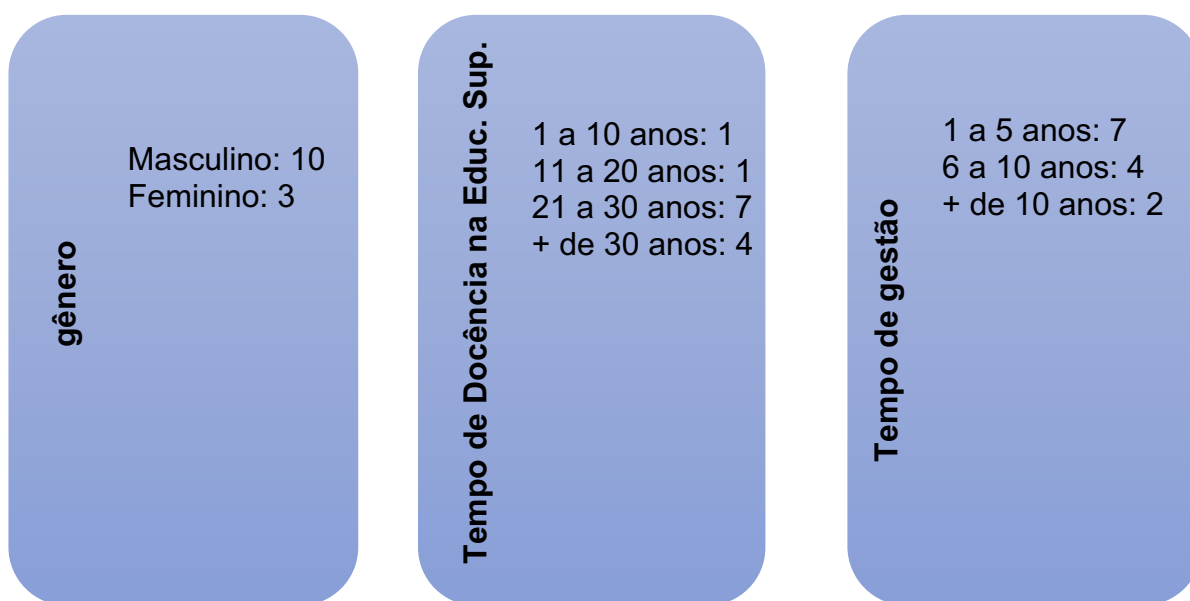 gênero
Masculino: 10
Feminino: 3
Tempo de Docência na Educ. Sup.
1 a 10 anos: 1
11 a 20 anos: 1
21 a 30 anos: 7
+ de 30 anos: 4
Tempo de gestão
1 a 5 anos: 7
6 a 10 anos: 4
+ de 10 anos: 2